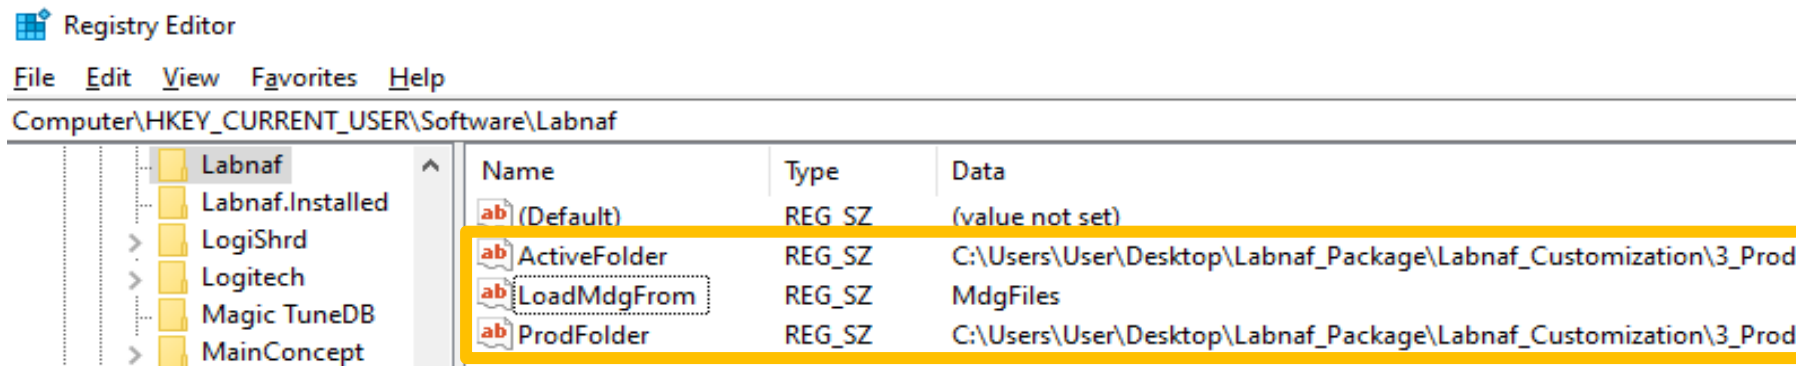 Registry Editor
File Edit View Favorites Help
Computer\HKEY_CURRENT_USER\Software\Labnaf
Labnaf
Labnaf.Installed
LogiShrd
Logitech
Magic TuneDB
MainConcept
Name Type Data
(Default) REG_SZ (value not set)
ActiveFolder REG_SZ C:\Users\User\Desktop\Labnaf_Package\Labnaf_Customization\3_Prod
LoadMdgFrom REG_SZ MdgFiles
ProdFolder REG_SZ C:\Users\User\Desktop\Labnaf_Package\Labnaf_Customization\3_Prod